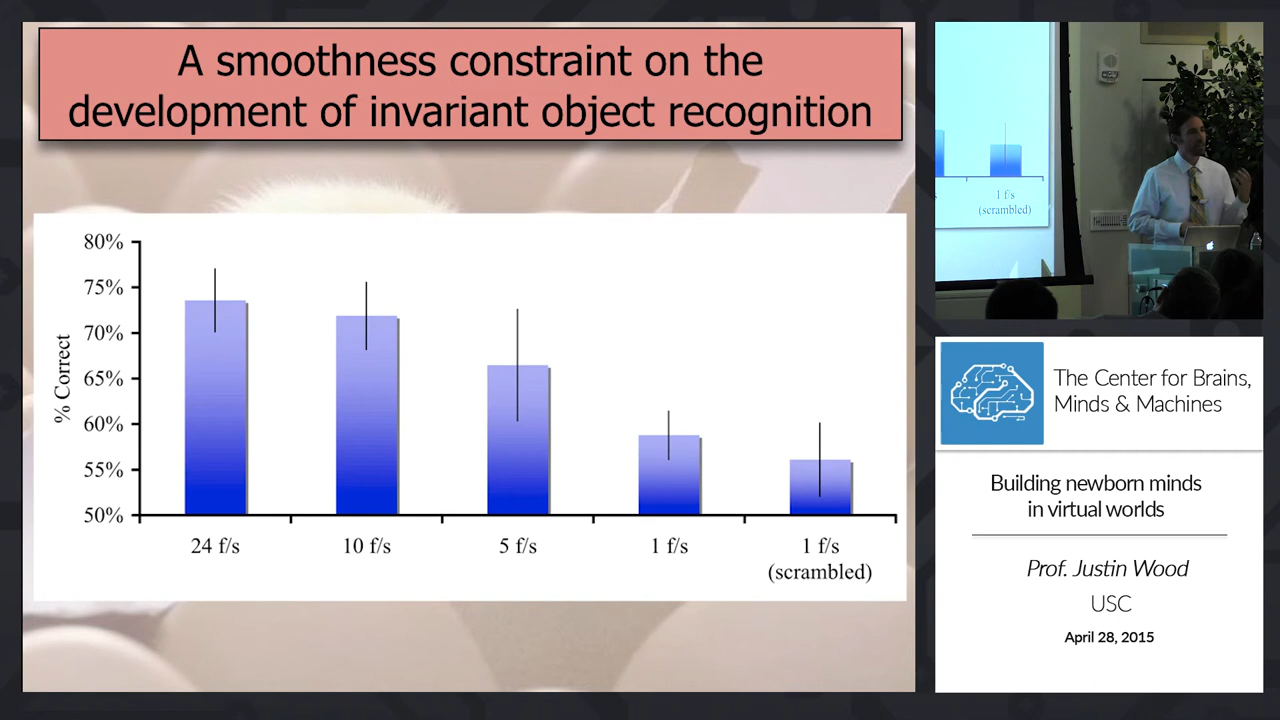 A smoothness constraint on the
development of invariant object recognition
80%
75%
70%
65%
60%
55%
50%
% Correct
24 f/s
10 f/s
5 f/s
1 f/s
1 f/s
(scrambled)
1 f/s
(scrambled)
The Center for Brains,
Minds & Machines
Building newborn minds
in virtual worlds
Prof. Justin Wood
USC
April 28, 2015